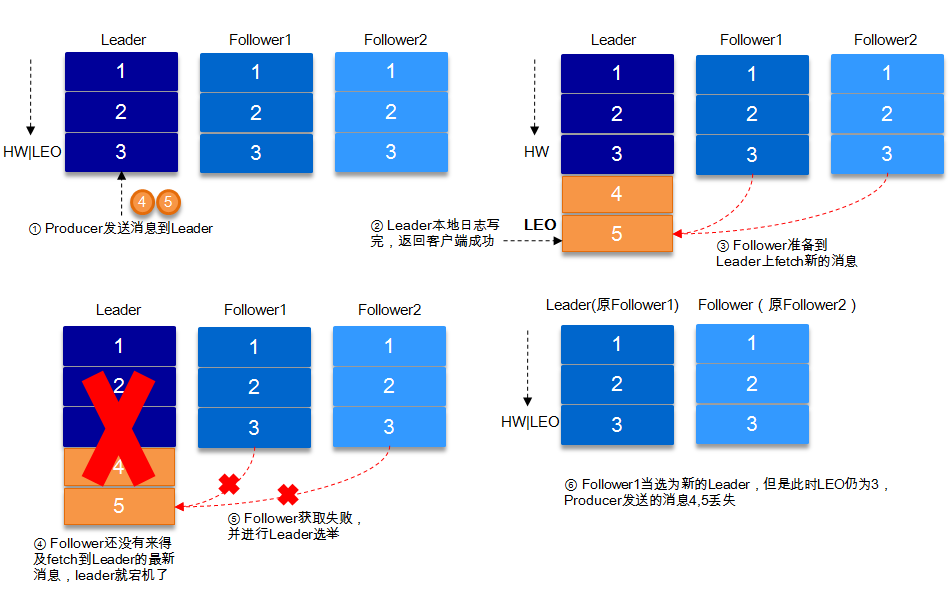 Leader Follower1 Follower2
1 1 1
2 2 2
HW|LEO 3 3 3
4 5
① Producer发送消息到Leader
Leader Follower1 Follower2
1 1 1
2 2 2
HW 3 3 3
4
LEO 5
② Leader本地日志写
完，返回客户端成功
③ Follower准备到
Leader上fetch新的消息
Leader Follower1 Follower2
1 1 1
2 2 2
3 3
4
5
④ Follower还没有来得
及fetch到Leader的最新
消息，leader就宕机了
⑤ Follower获取失败，
并进行Leader选举
Leader(原Follower1) Follower（原Follower2）
1 1
2 2
HW|LEO 3 3
⑥ Follower1当选为新的Leader，但是此时LEO仍为3，
Producer发送的消息4,5丢失